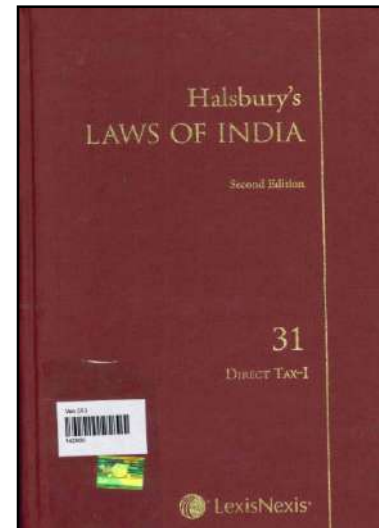 Halsbury's
LAWS OF INDIA
Second Edition
31
DIRECT TAX-I
LexisNexis